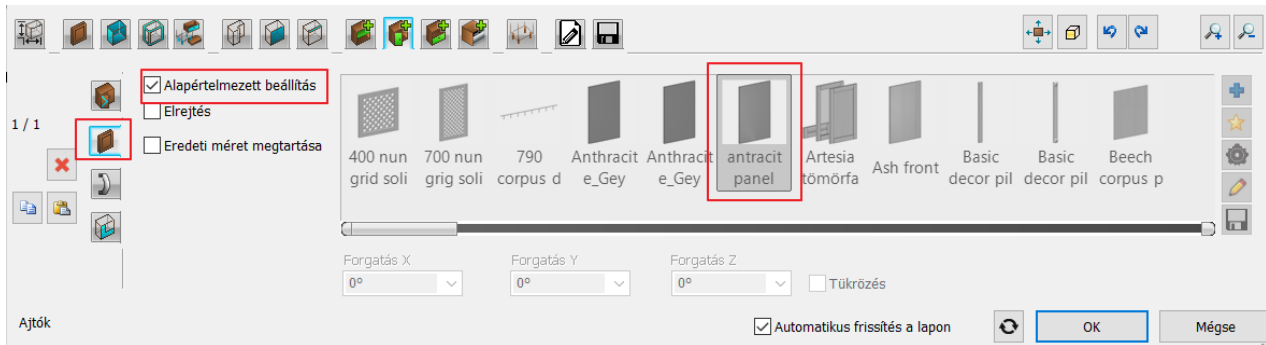 1 / 1
Alapértelmezett beállítás
Elrejtés
Eredeti méret megtartása
400 nun
grid soli
700 nun
grig soli
790
corpus d
Anthracit
e_Gey
Anthracit
e_Gey
antracit
panel
Artesia
tömörfa
Ash front
Basic
decor pil
Basic
decor pil
Beech
corpus p
Forgatás X
Forgatás Y
Forgatás Z
0°
0°
0°
Tükrözés
Ajtók
Automatikus frissítés a lapon
OK
Mégse